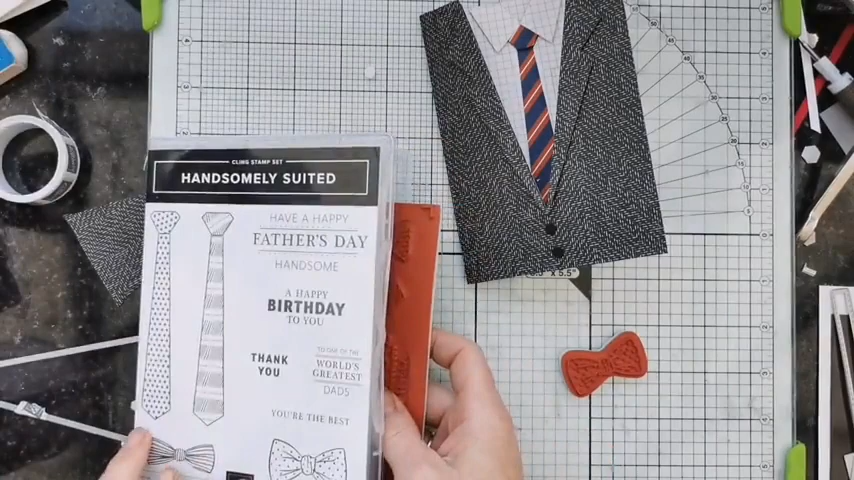 CLING STAMP SET
HANDSOMELY SUITED
HAVE A HAPPY
FATHER'S DAY
HANDSOME
A HAPPY
BIRTHDAY
TO YOU
THANK
YOU
TO ONE OF THE
WORLD'S
GREATEST
DADS
YOU'RE THE BEST